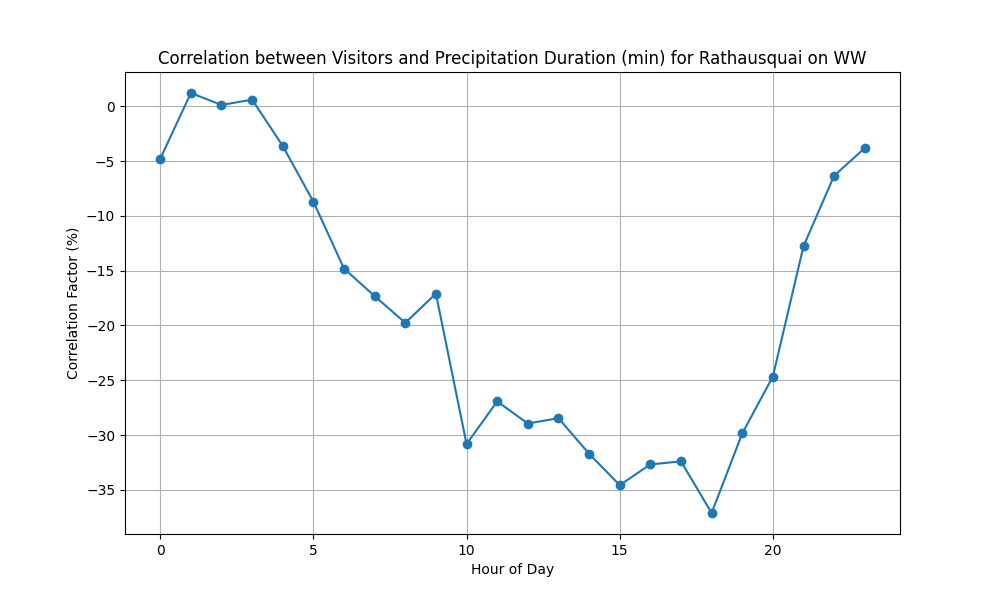 Correlation between Visitors and Precipitation Duration (min) for Rathausquai on WW
0
−5
−10
−15
−20
−25
−30
−35
Correlation Factor (%)
0 5 10 15 20
Hour of Day